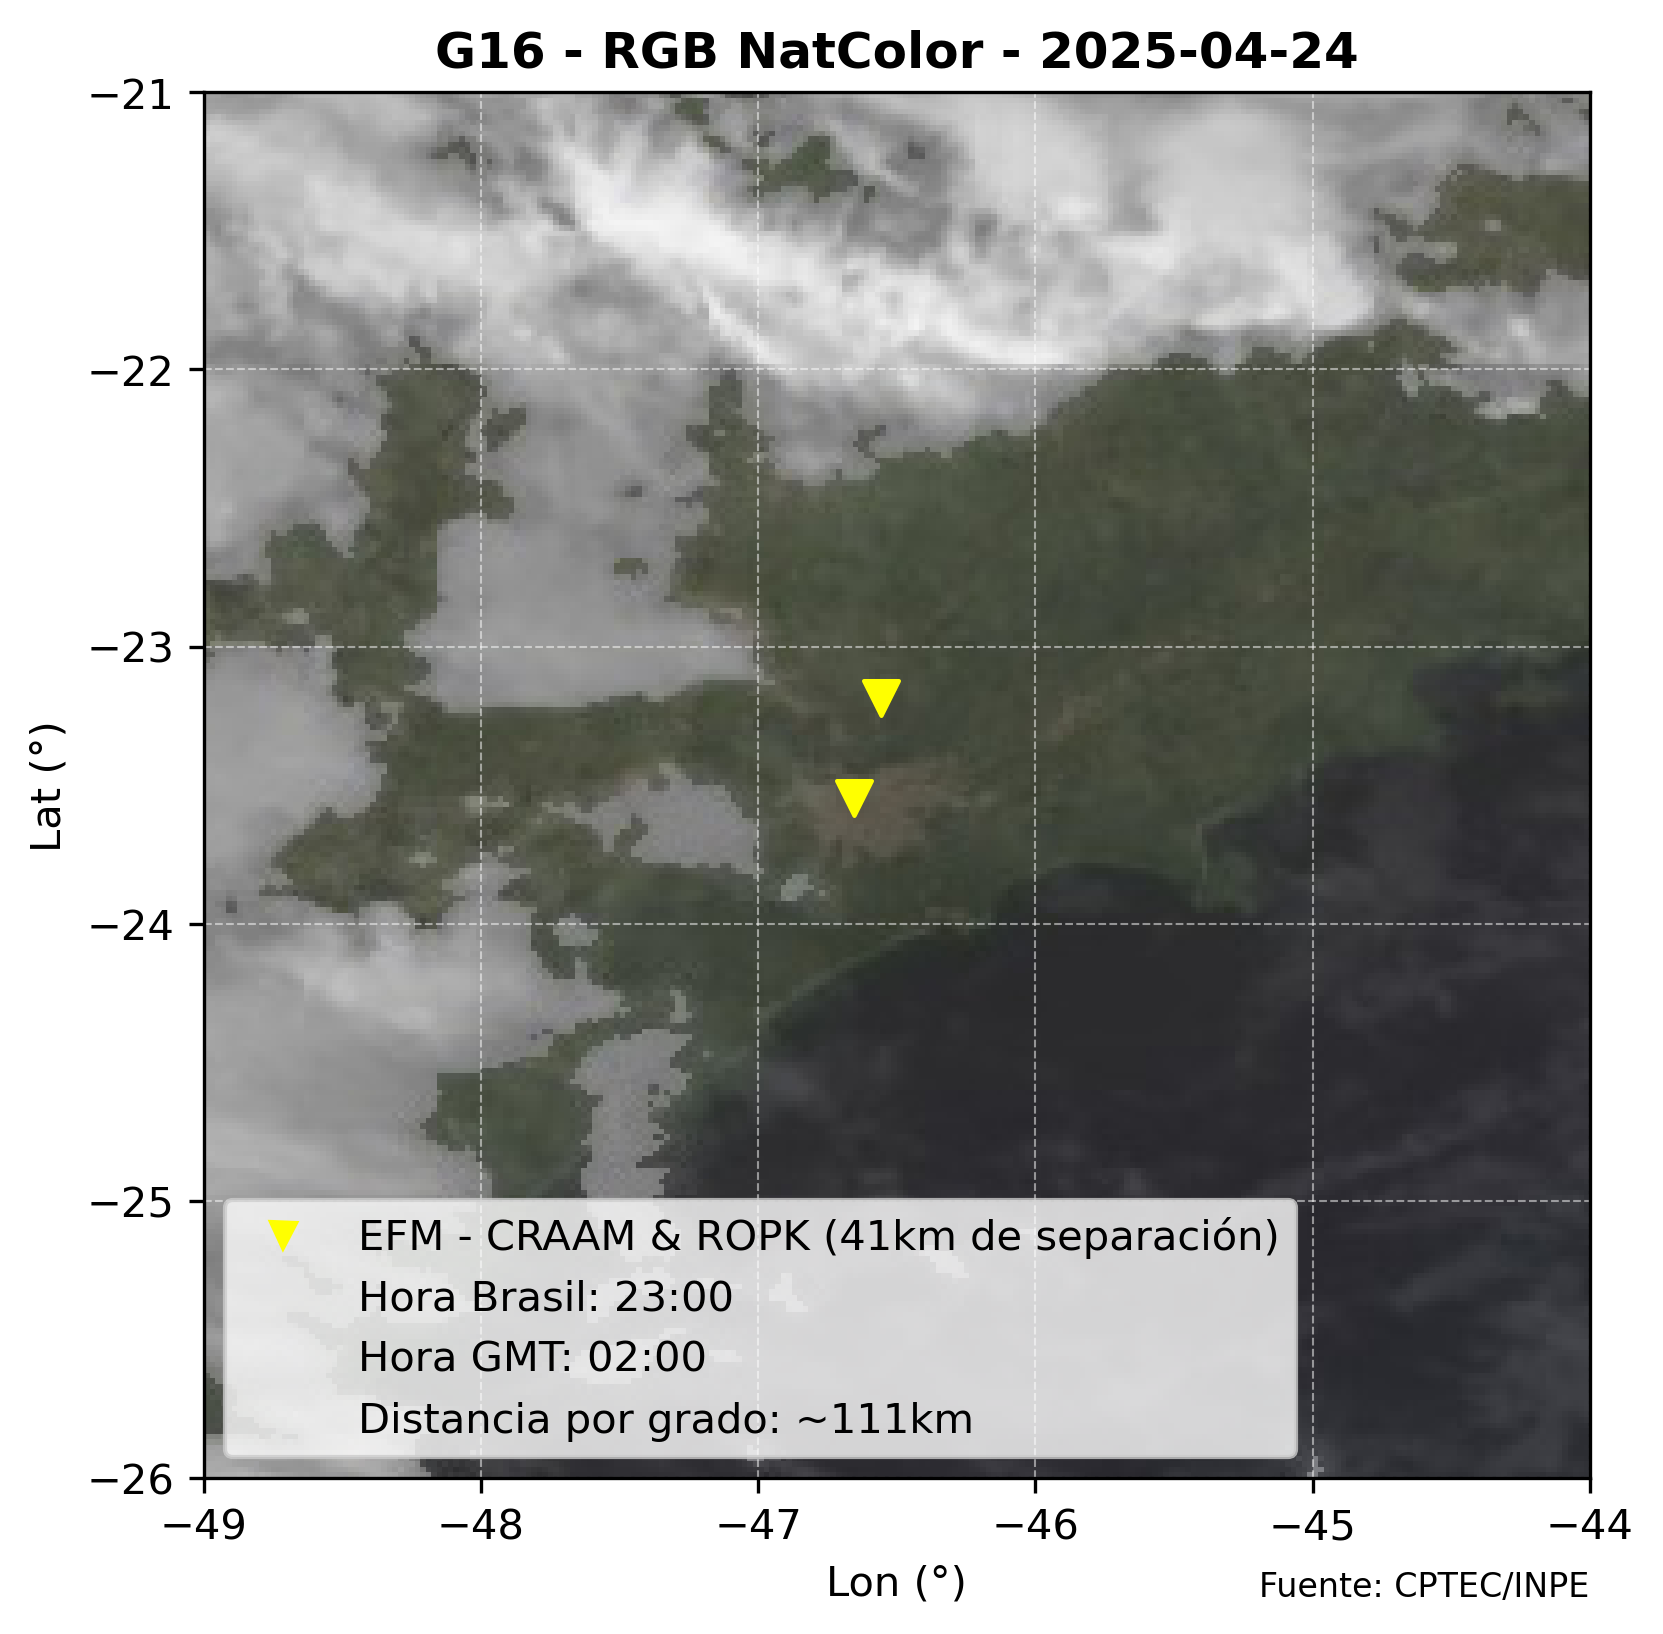 G16 - RGB NatColor - 2025-04-24
−21
−22
−23
−24
−25
−26
Lat (°)
EFM - CRAAM & ROPK (41km de separación)
Hora Brasil: 23:00
Hora GMT: 02:00
Distancia por grado: ~111km
−49
−48
−47
−46
−45
−44
Lon (°)
Fuente: CPTEC/INPE